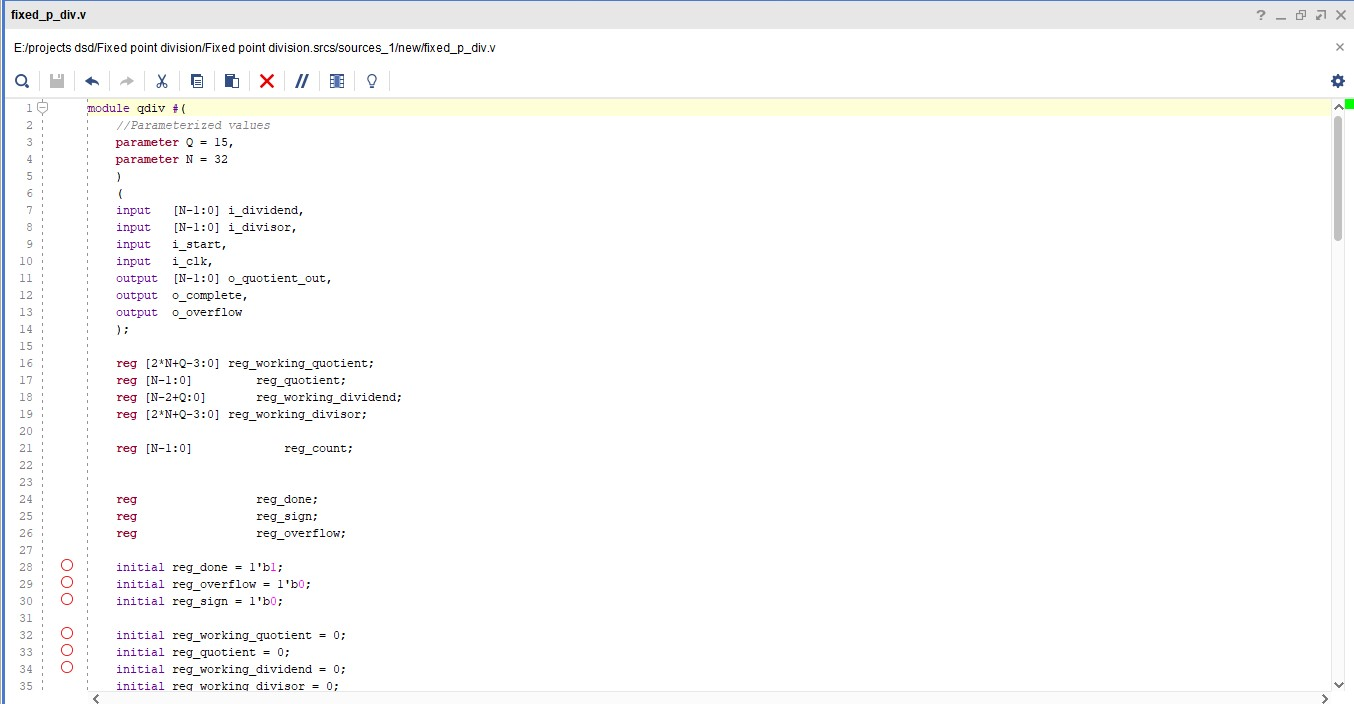 fixed_p_div.v
E:/projects dsd/Fixed point division/Fixed point division.srcs/sources_1/new/fixed_p_div.v
1 module qdiv #(
2 //Parameterized values
3 parameter Q = 15,
4 parameter N = 32
5 )
6 (
7 input [N-1:0] i_dividend,
8 input [N-1:0] i_divisor,
9 input i_start,
10 input i_clk,
11 output [N-1:0] o_quotient_out,
12 output o_complete,
13 output o_overflow
14 );
15
16 reg [2*N+Q-3:0] reg_working_quotient;
17 reg [N-1:0] reg_quotient;
18 reg [N-2+Q:0] reg_working_dividend;
19 reg [2*N+Q-3:0] reg_working_divisor;
20
21 reg [N-1:0] reg_count;
22
23
24 reg reg_done;
25 reg reg_sign;
26 reg reg_overflow;
27
28 initial reg_done = 1'b1;
29 initial reg_overflow = 1'b0;
30 initial reg_sign = 1'b0;
31
32 initial reg_working_quotient = 0;
33 initial reg_quotient = 0;
34 initial reg_working_dividend = 0;
35 initial reg_working_divisor = 0;